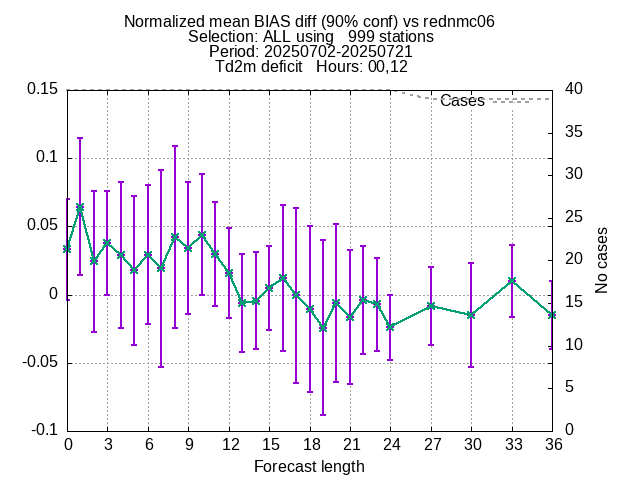 Normalized mean BIAS diff (90% conf) vs rednmc06
Selection: ALL using 999 stations
Period: 20250702-20250721
Td2m deficit Hours: 00,12
Cases
0.15
0.1
0.05
0
-0.05
-0.1
40
35
30
25
20
15
10
5
0
No cases
0 3 6 9 12 15 18 21 24 27 30 33 36
Forecast length